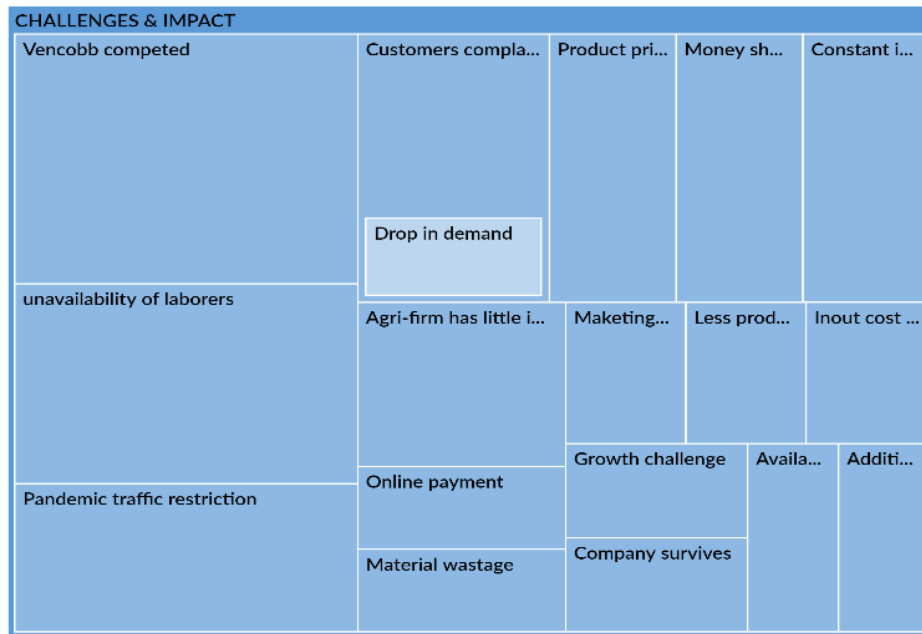 CHALLENGES & IMPACT
Vencobb competed
Customers compla...
Product pri...
Money sh...
Constant i...
Drop in demand
unavailability of laborers
Agri-firm has little i...
Maketing...
Less prod...
Inout cost ...
Growth challenge
Availa...
Additi...
Online payment
Pandemic traffic restriction
Company survives
Material wastage